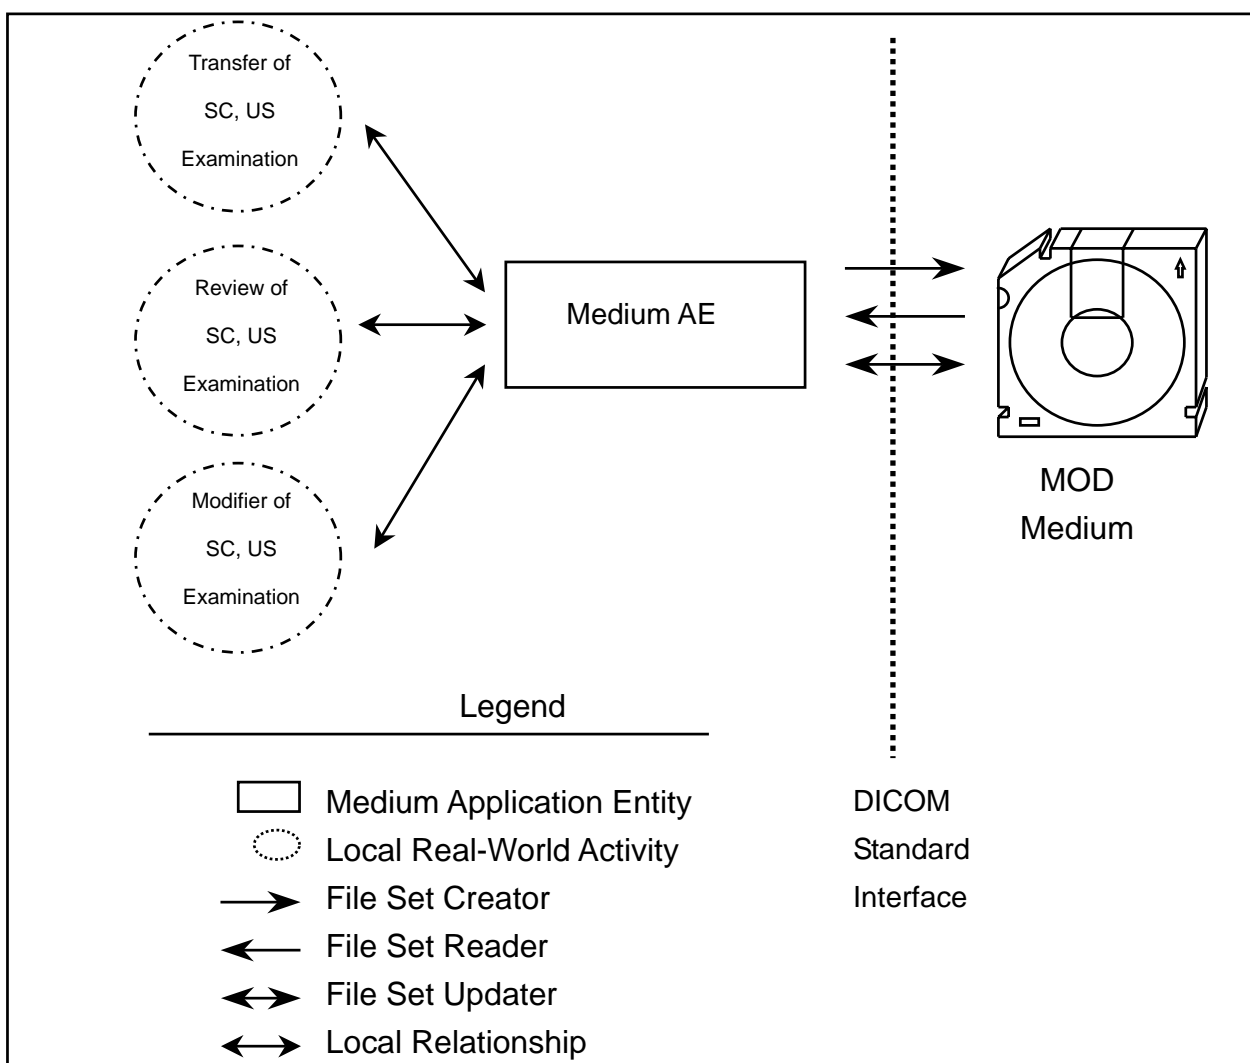 Transfer of
SC, US
Examination
Review of
SC, US
Examination
Modifier of
SC, US
Examination
Medium AE
MOD
Medium
Legend
Medium Application Entity
Local Real-World Activity
File Set Creator
File Set Reader
File Set Updater
Local Relationship
DICOM
Standard
Interface